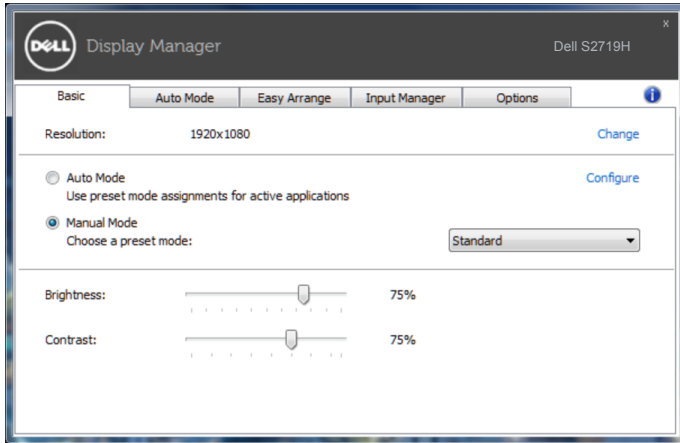 x
DELL Display Manager Dell S2719H
Basic Auto Mode Easy Arrange Input Manager Options i
Resolution: 1920x1080 Change
Auto Mode Configure
Use preset mode assignments for active applications
Manual Mode
Choose a preset mode: Standard
Brightness: 75%
Contrast: 75%